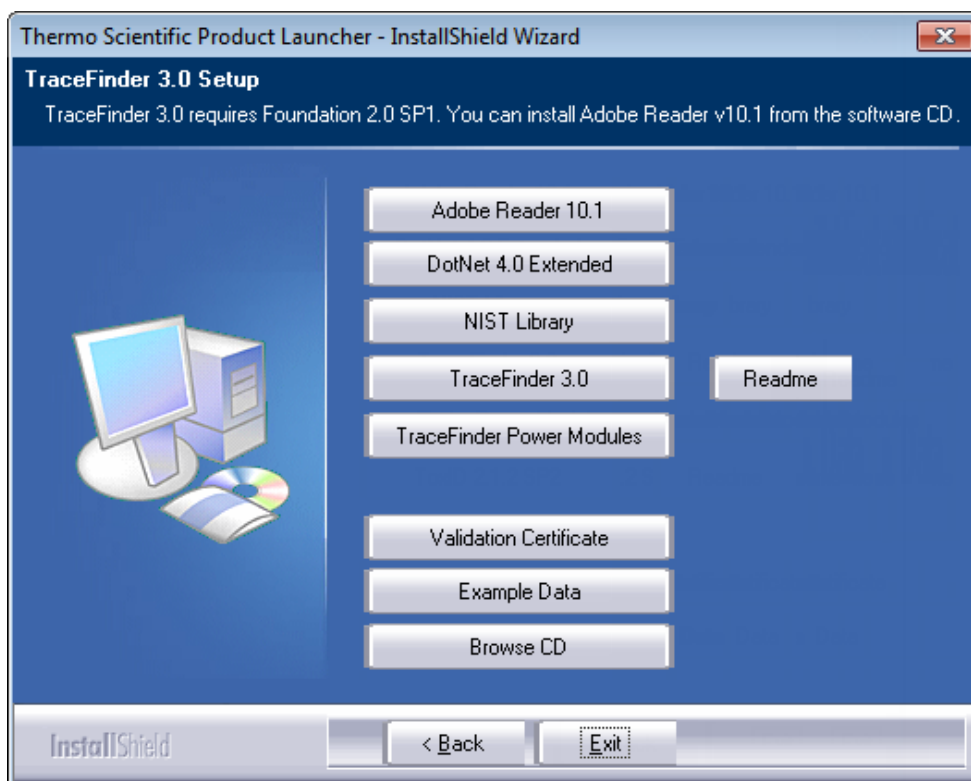 Thermo Scientific Product Launcher - InstallShield Wizard
TraceFinder 3.0 Setup
TraceFinder 3.0 requires Foundation 2.0 SP1. You can install Adobe Reader v10.1 from the software CD.
Adobe Reader 10.1
DotNet 4.0 Extended
NIST Library
TraceFinder 3.0
Readme
TraceFinder Power Modules
Validation Certificate
Example Data
Browse CD
InstallShield
< Back
Exit